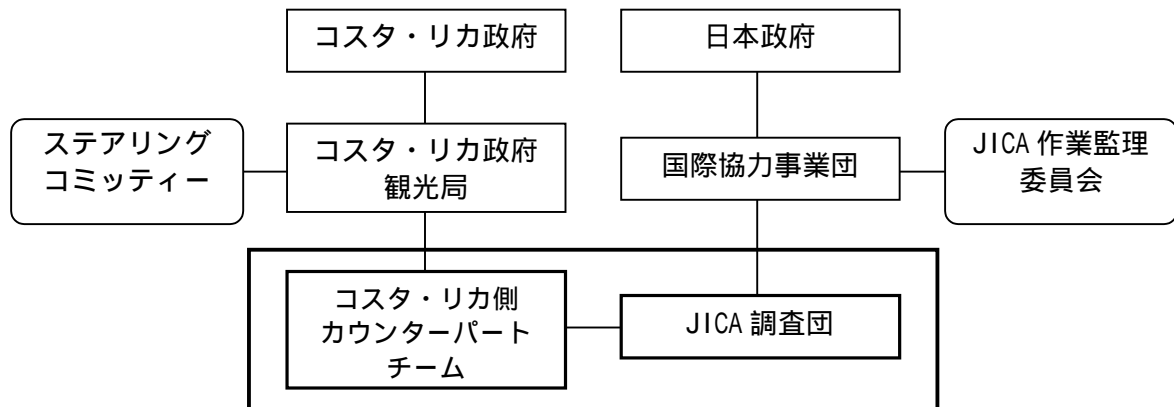 コスタ・リカ政府
日本政府
ステアリング
コミッティー
コスタ・リカ政府
観光局
国際協力事業団
JICA 作業監理
委員会
コスタ・リカ側
カウンターパート
チーム
JICA 調査団